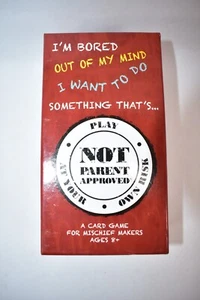 I'M BORED
OUT OF MY MIND
I WANT TO DO
SOMETHING THAT'S...
PLAY
NOT
PARENT
APPROVED
AT YOUR
OWN RISK
A CARD GAME
FOR MISCHIEF MAKERS
AGES 8+